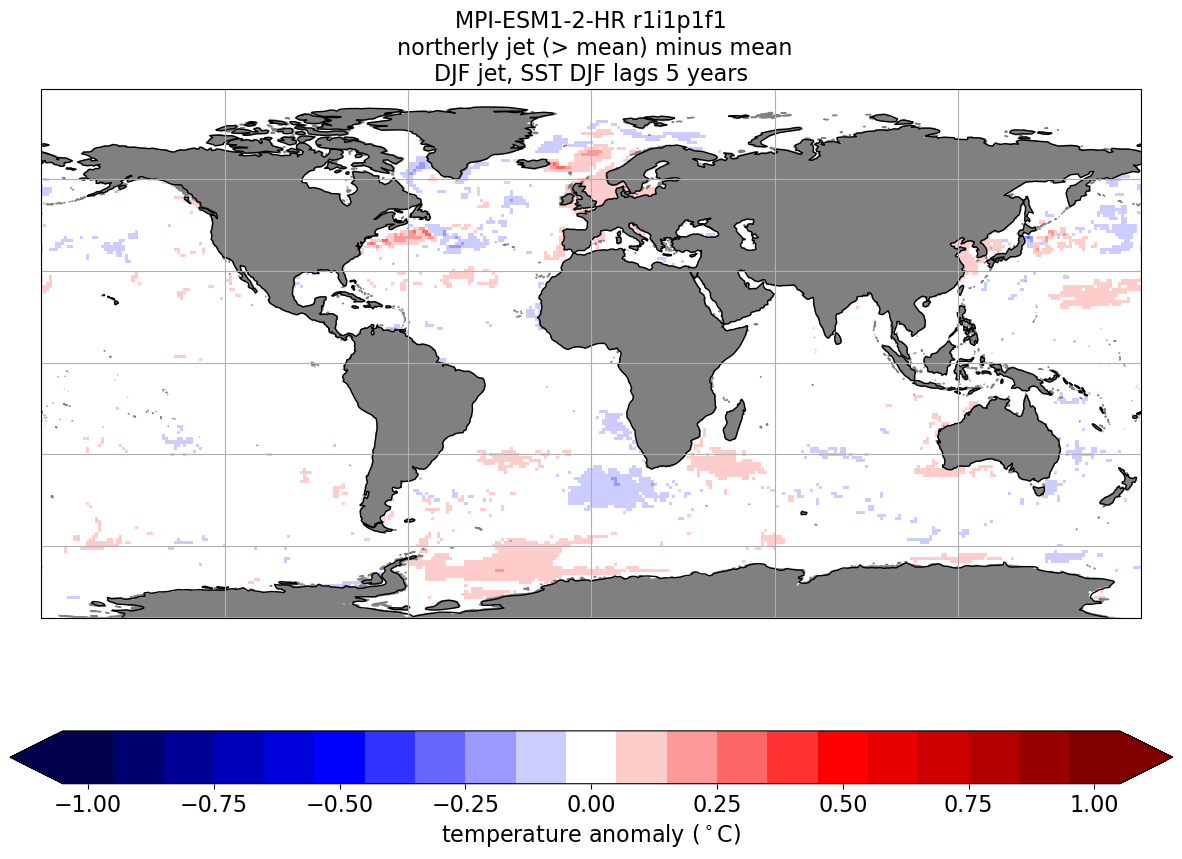 MPI-ESM1-2-HR r1i1p1f1
northerly jet (> mean) minus mean
DJF jet, SST DJF lags 5 years
−1.00 −0.75 −0.50 −0.25 0.00 0.25 0.50 0.75 1.00
temperature anomaly (°C)